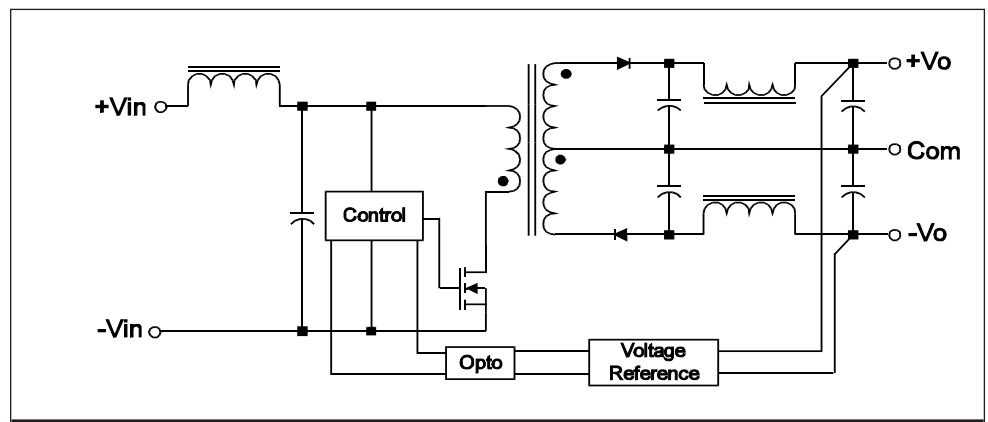 +Vin
-Vin
Control
Opto
Voltage
Reference
+Vo
Com
-Vo